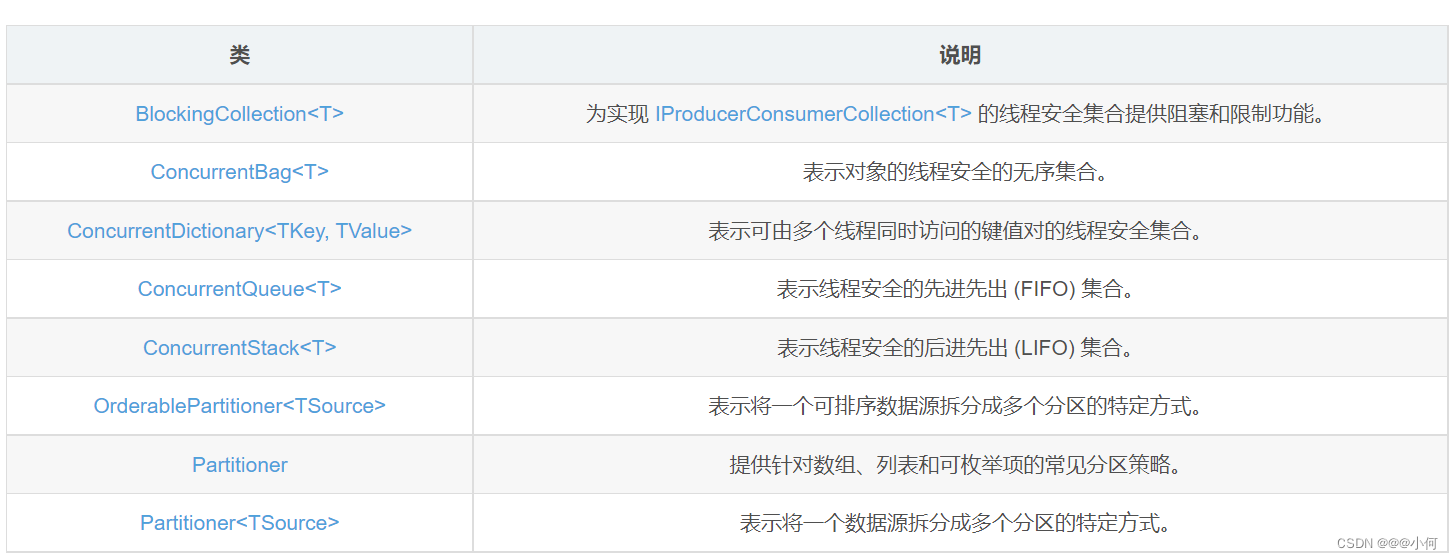 类 说明
BlockingCollection<T> 为实现 IProducerConsumerCollection<T> 的线程安全集合提供阻塞和限制功能。
ConcurrentBag<T> 表示对象的线程安全的无序集合。
ConcurrentDictionary<TKey, TValue> 表示可由多个线程同时访问的键值对的线程安全集合。
ConcurrentQueue<T> 表示线程安全的先进先出 (FIFO) 集合。
ConcurrentStack<T> 表示线程安全的后进先出 (LIFO) 集合。
OrderablePartitioner<TSource> 表示将一个可排序数据源拆分成多个分区的特定方式。
Partitioner 提供针对数组、列表和可枚举项的常见分区策略。
Partitioner<TSource> 表示将一个数据源拆分成多个分区的特定方式。
CSDN @@@小何